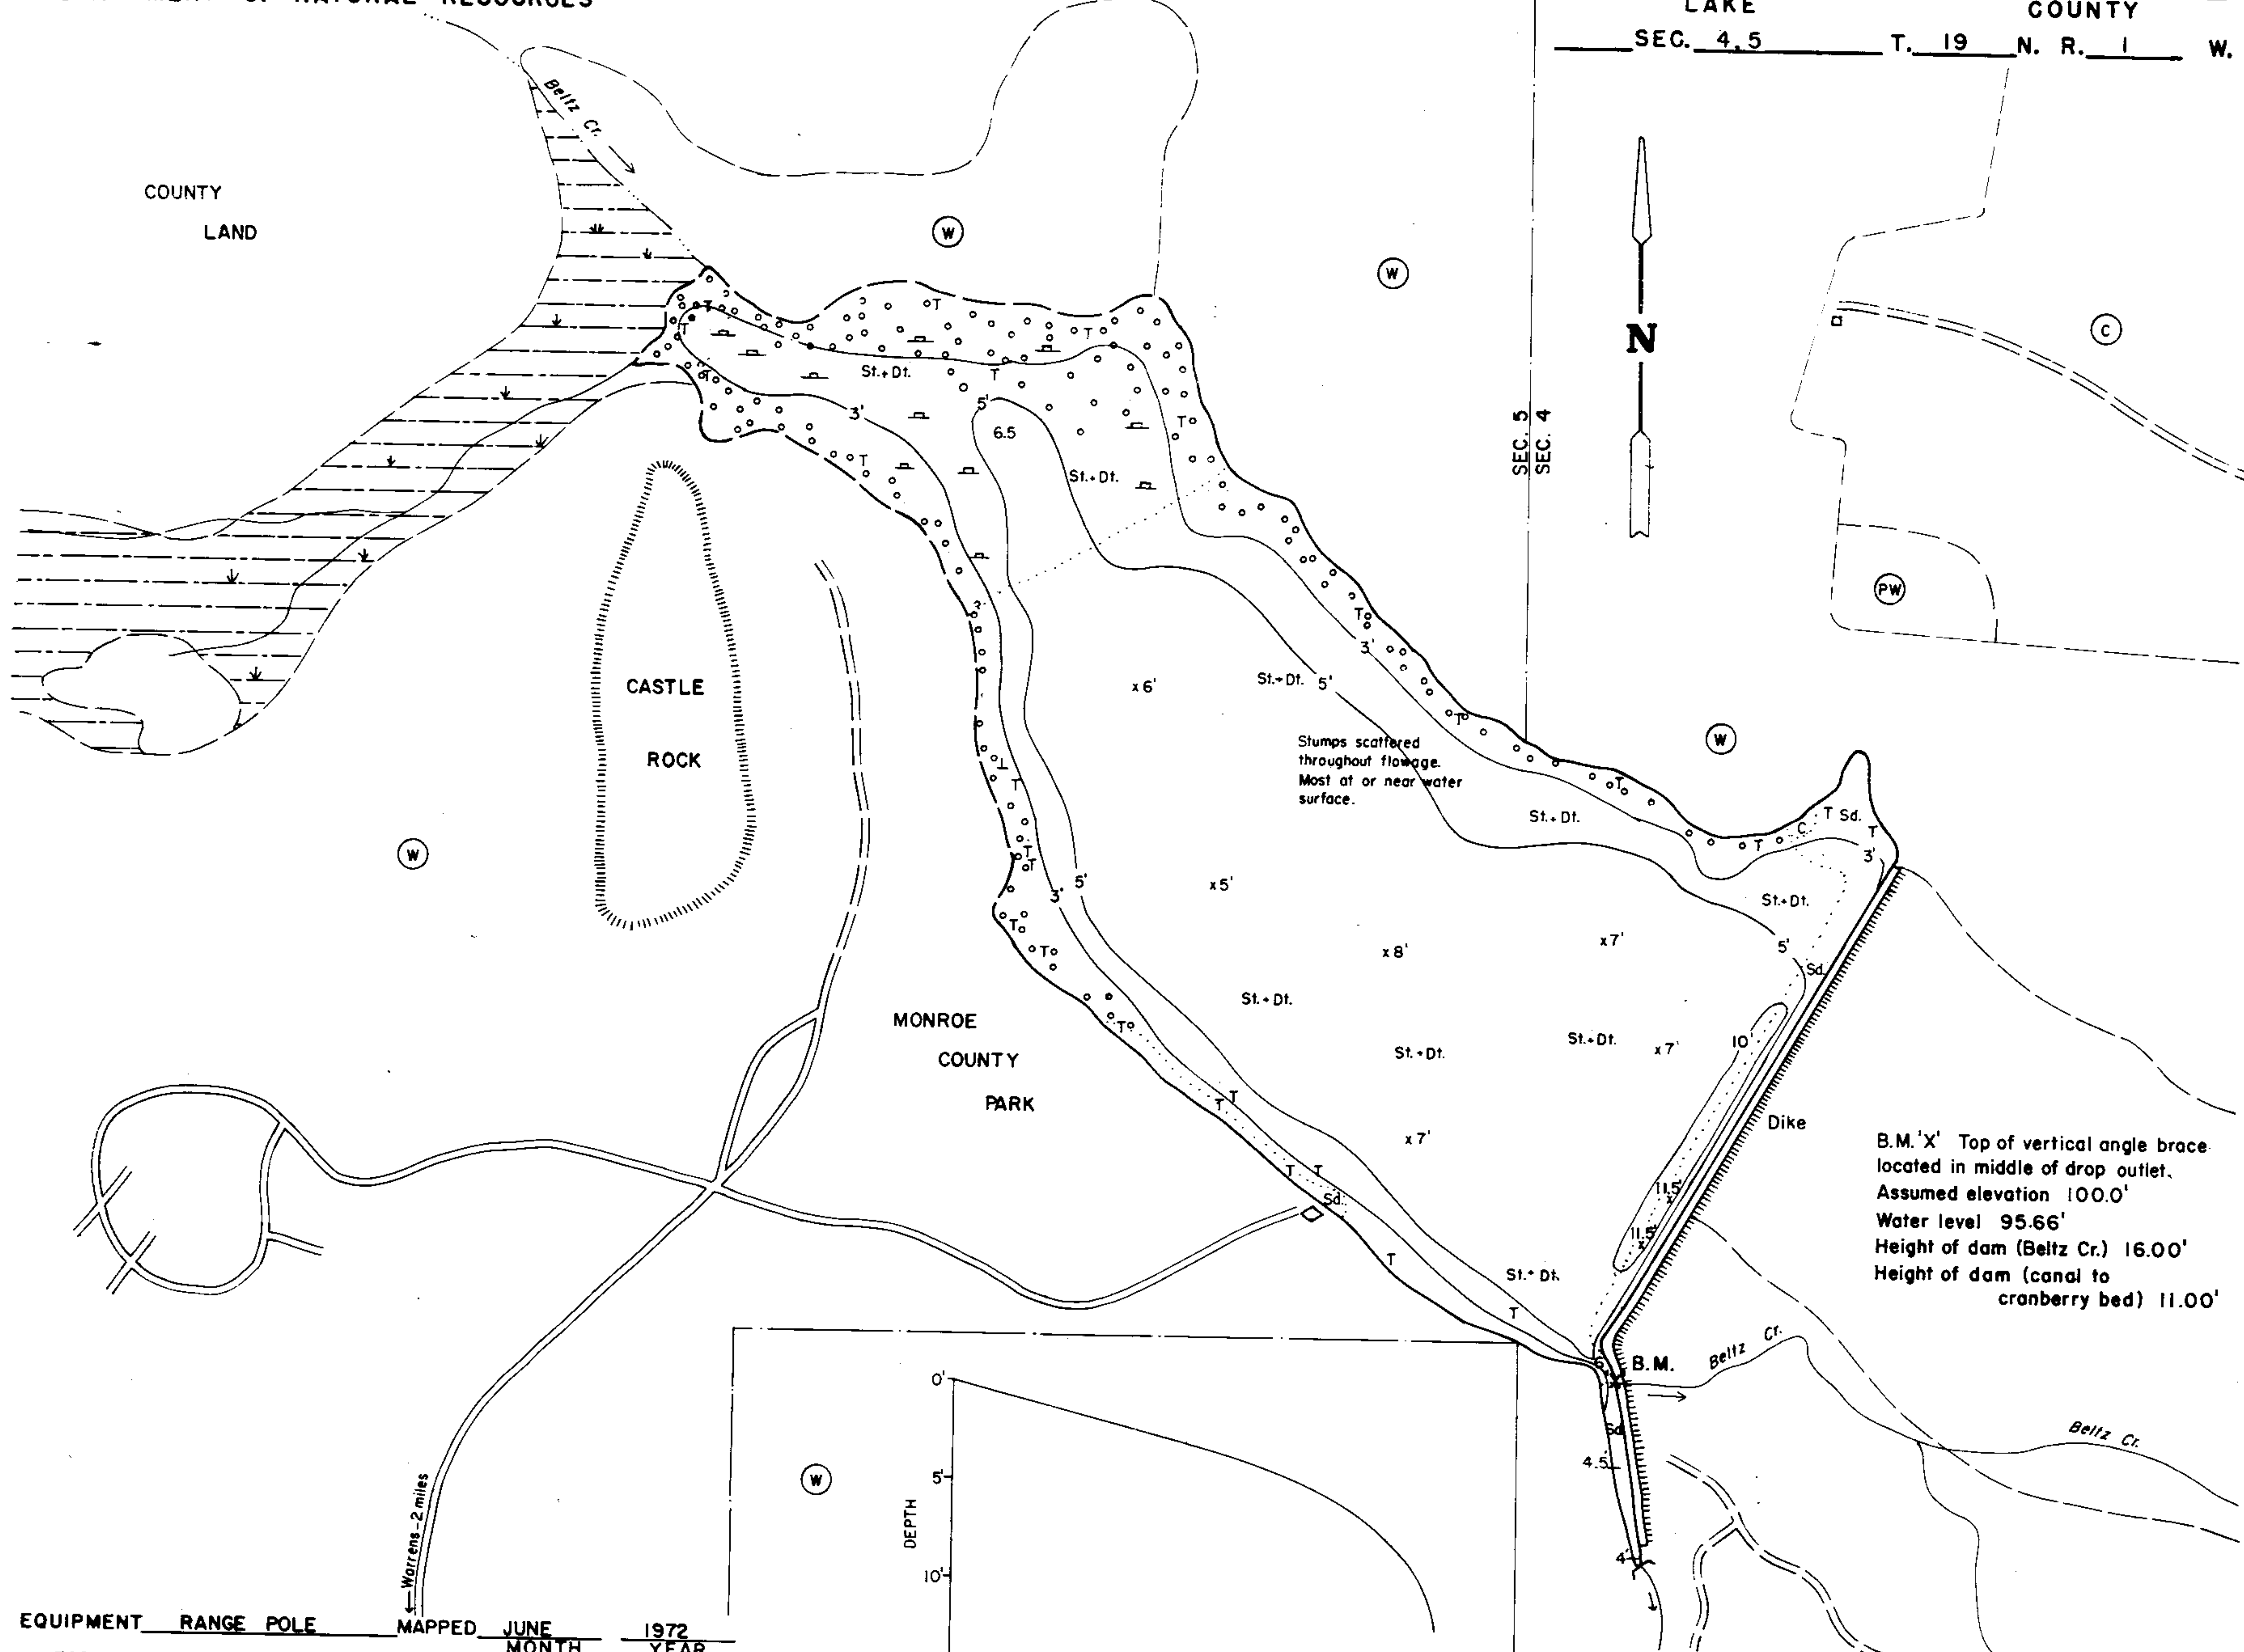 NATURAL RESOURCES
LAKE
COUNTY
SEC. 4,5 T. 19 N. R. 1 W.
Beltz Cr.
COUNTY
LAND
W
W
N
C
T
T
T
St.+Dt.
T
T
3'
5'
6.5
T
T
St.+Dt.
SEC. 5
SEC. 4
PW
T
3'
CASTLE
ROCK
x6'
St.+Dt. 5'
T
W
Stumps scattered
throughout flowage.
Most at or near water
surface.
T
T
St.+Dt.
C.
T Sd.
T
T
3'
W
T
T
3'
5'
x5'
St.+Dt.
T
T
x8'
x7'
5'
Sd.
St.+Dt.
MONROE
COUNTY
PARK
T
St.+Dt.
St.+Dt.
x7'
10'
T T
x7'
Dike
T T
Sd.
11.5'
x
11.5'
x
B.M.'X' Top of vertical angle brace
located in middle of drop outlet.
Assumed elevation 100.0'
Water level 95.66'
Height of dam (Beltz Cr.) 16.00'
Height of dam (canal to
cranberry bed) 11.00'
T
St.+Dt.
T
6'
B.M.
X
Beltz Cr.
Beltz Cr.
Sd.
4.5'
4'
W
0'
5'
10'
DEPTH
Warrens-2 miles
EQUIPMENT RANGE POLE MAPPED JUNE 1972
MONTH YEAR